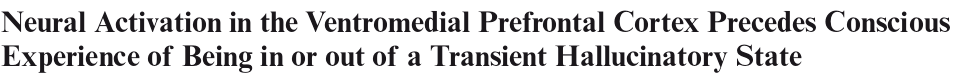 Neural Activation in the Ventromedial Prefrontal Cortex Precedes Conscious
Experience of Being in or out of a Transient Hallucinatory State